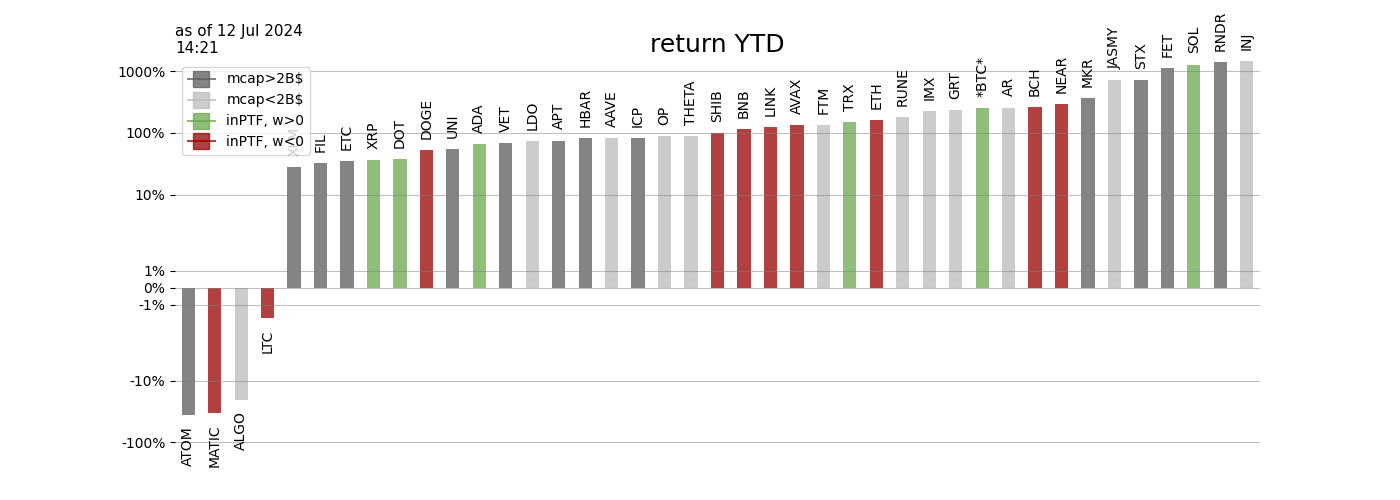 as of 12 Jul 2024
14:21
return YTD
mcap>2B$
mcap<2B$
inPTF, w>0
inPTF, w<0
1000%
100%
10%
1%
0%
-1%
-10%
-100%
ATOM
MATIC
ALGO
LTC
FIL
ETC
XRP
DOT
DOGE
UNI
ADA
VET
LDO
APT
HBAR
AAVE
ICP
OP
THETA
SHIB
BNB
LINK
AVAX
FTM
TRX
ETH
RUNE
IMX
GRT
*BTC*
AR
BCH
NEAR
MKR
JASMY
STX
FET
SOL
RNDR
INJ